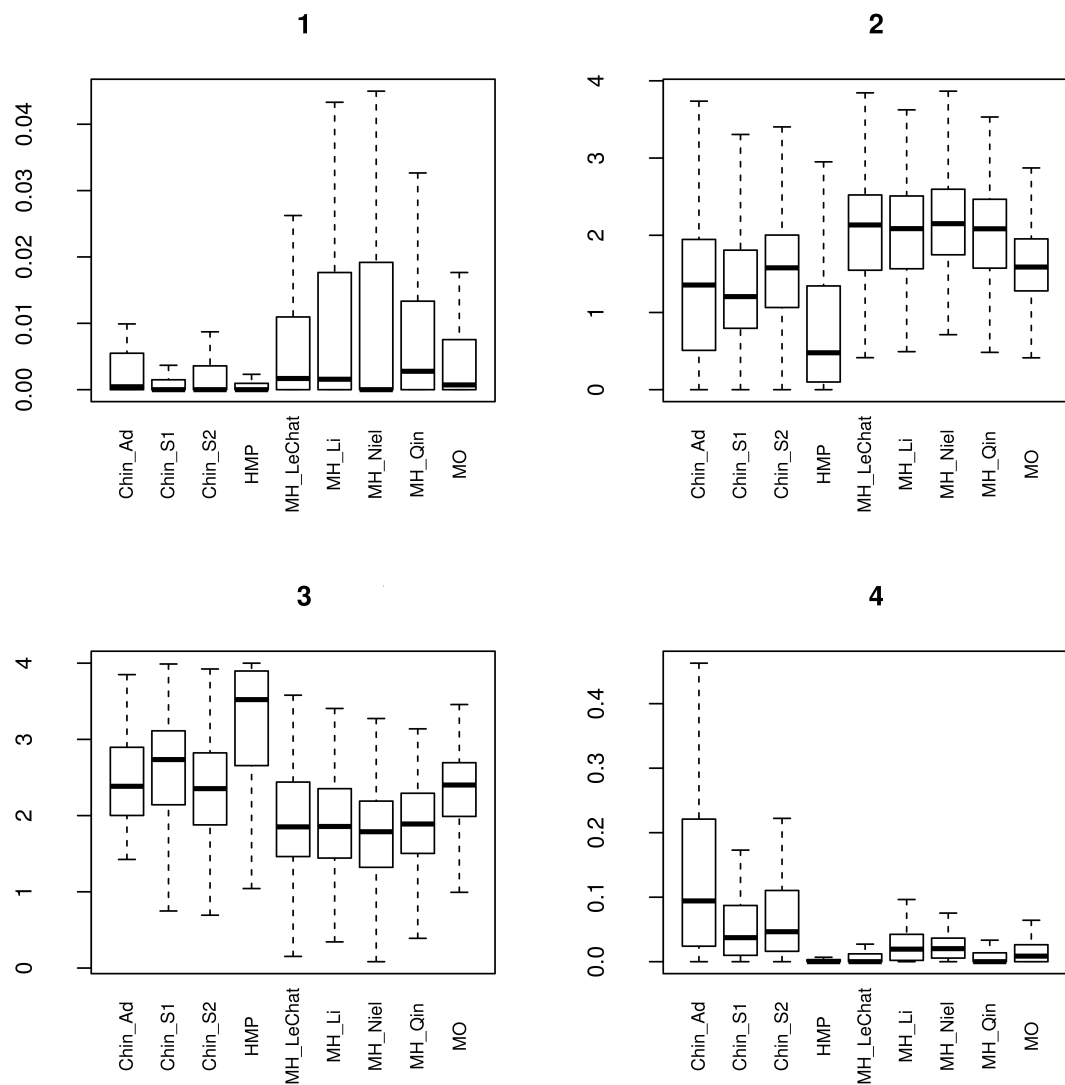 1
0.04
0.03
0.02
0.01
0.00
Chin_Ad
Chin_S1
Chin_S2
HMP
MH_LeChat
MH_Li
MH_Niel
MH_Qin
MO
2
4
3
2
1
0
Chin_Ad
Chin_S1
Chin_S2
HMP
MH_LeChat
MH_Li
MH_Niel
MH_Qin
MO
3
4
3
2
1
0
Chin_Ad
Chin_S1
Chin_S2
HMP
MH_LeChat
MH_Li
MH_Niel
MH_Qin
MO
4
0.4
0.3
0.2
0.1
0.0
Chin_Ad
Chin_S1
Chin_S2
HMP
MH_LeChat
MH_Li
MH_Niel
MH_Qin
MO